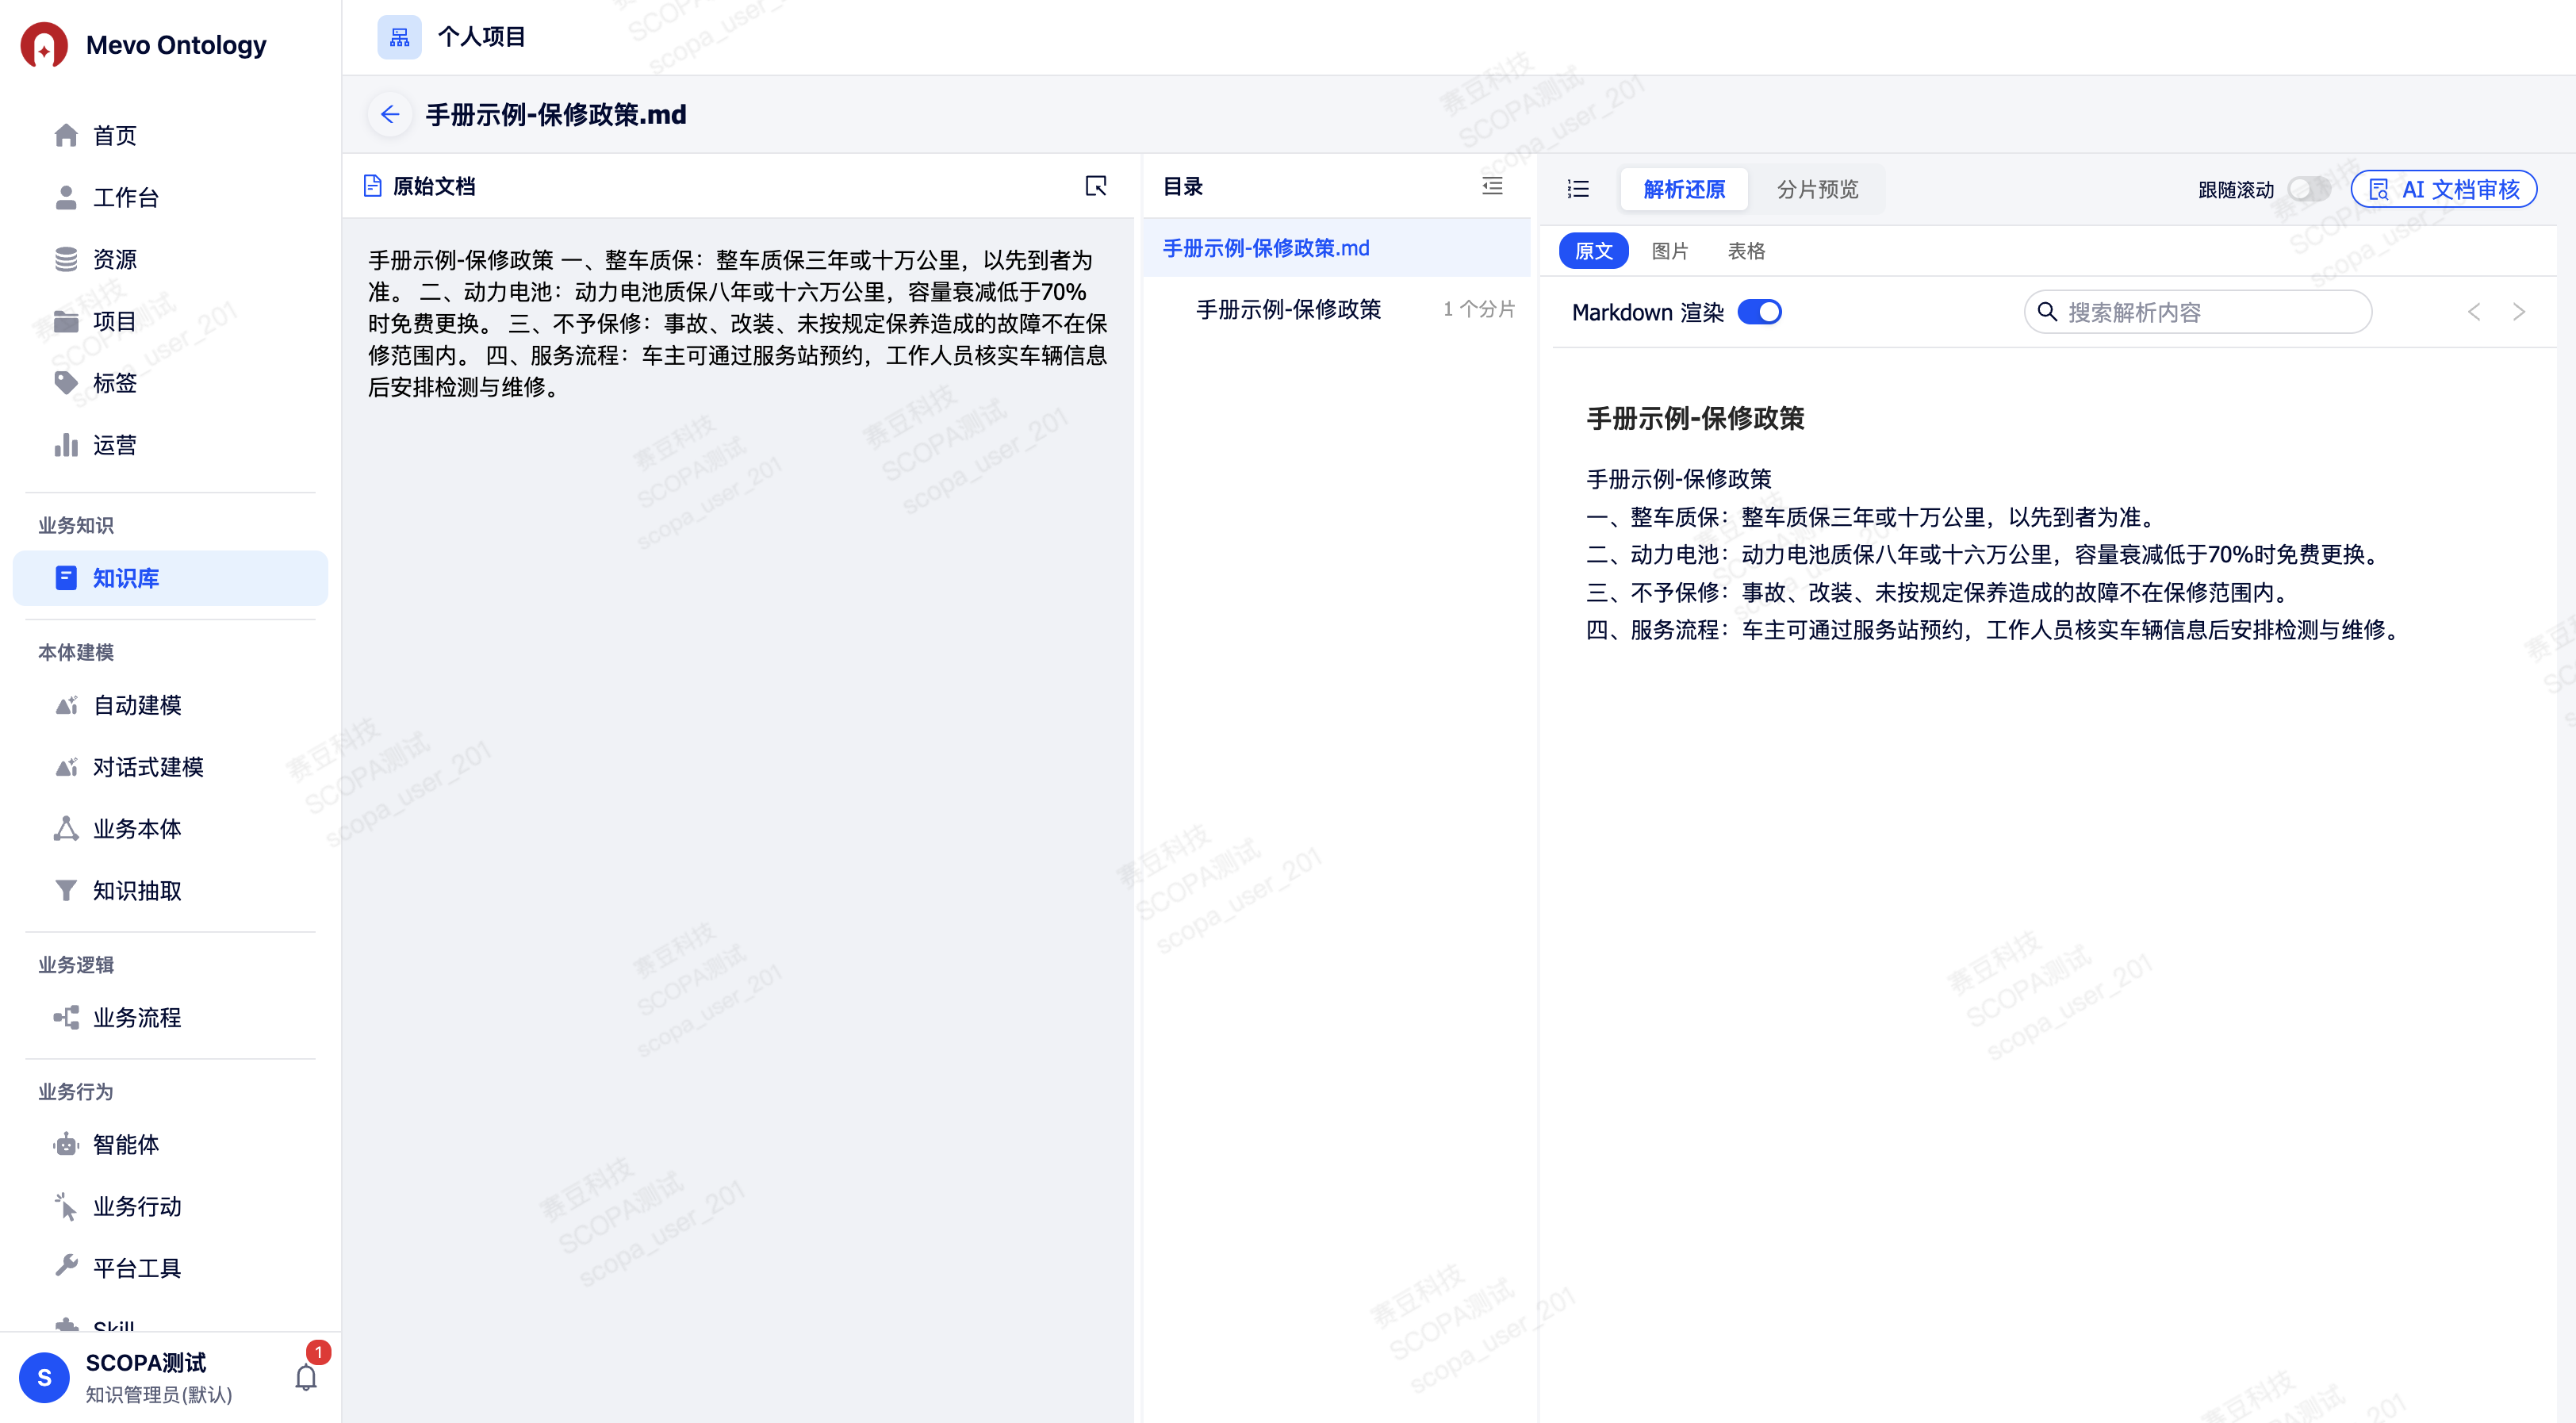 Mevo Ontology
首页
工作台
资源
项目
标签
运营
业务知识
知识库
本体建模
自动建模
对话式建模
业务本体
知识抽取
业务逻辑
业务流程
业务行为
智能体
业务行动
平台工具
Skill
S
SCOPA测试
知识管理员(默认)
1
个人项目
手册示例-保修政策.md
原始文档
手册示例-保修政策 一、整车质保：整车质保三年或十万公里，以先到者为
准。 二、动力电池：动力电池质保八年或十六万公里，容量衰减低于70%
时免费更换。 三、不予保修：事故、改装、未按规定保养造成的故障不在保
修范围内。 四、服务流程：车主可通过服务站预约，工作人员核实车辆信息
后安排检测与维修。
目录
手册示例-保修政策.md
手册示例-保修政策 1 个分片
解析还原 分片预览
跟随滚动 AI 文档审核
原文 图片 表格
Markdown 渲染 搜索解析内容
手册示例-保修政策
手册示例-保修政策
一、整车质保：整车质保三年或十万公里，以先到者为准。
二、动力电池：动力电池质保八年或十六万公里，容量衰减低于70%时免费更换。
三、不予保修：事故、改装、未按规定保养造成的故障不在保修范围内。
四、服务流程：车主可通过服务站预约，工作人员核实车辆信息后安排检测与维修。
赛豆科技
SCOPA测试
scopa_user_201